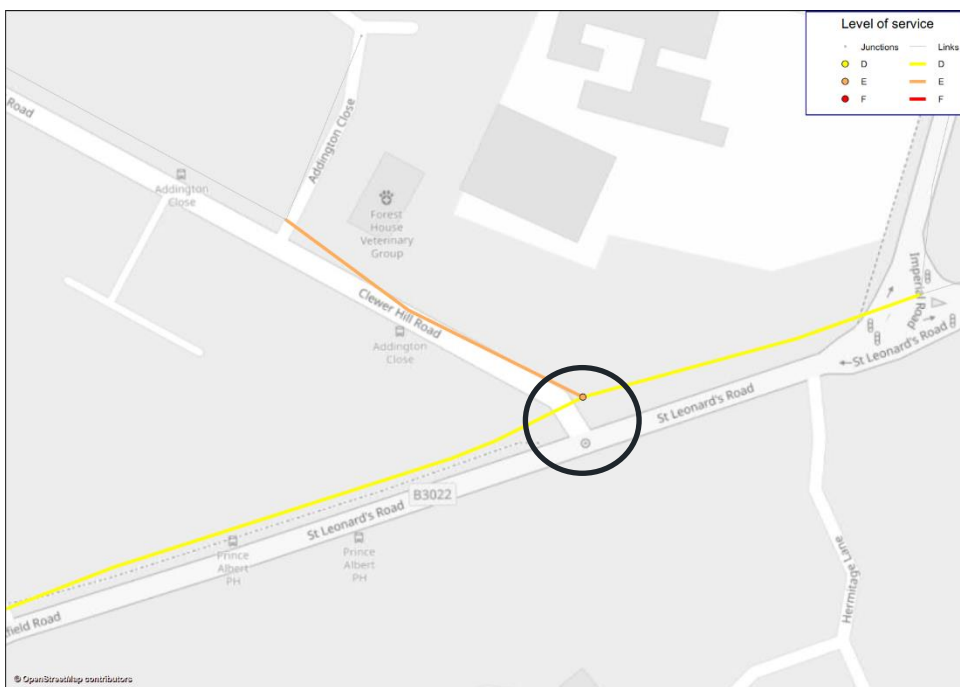 Level of service
Junctions Links
D D
E E
F F
Road
Addington Close
Addington
Close
Forest
House
Veterinary
Group
Clewer Hill Road
Addington
Close
Imperial Road
St Leonard's Road
St Leonard's Road
B3022
St Leonard's Road
Prince
Albert
PH
Prince
Albert
PH
Hermitage Lane
field Road
© OpenStreetMap contributors